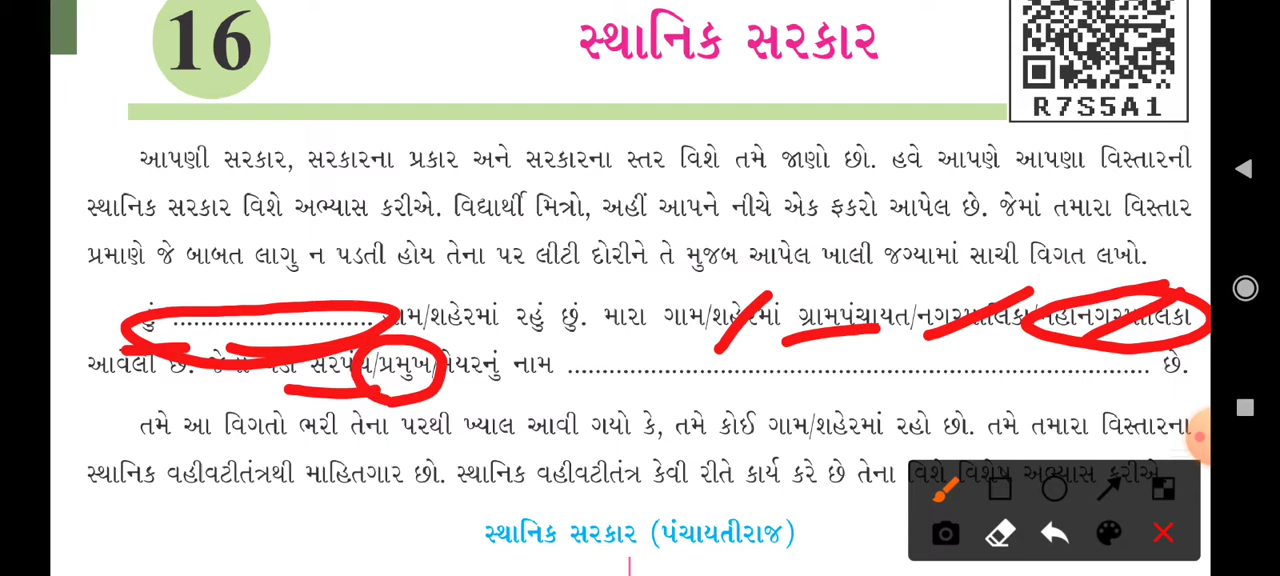 16
સ્થાનિક સરકાર
R7S5A1
આપણી સરકાર, સરકારના પ્રકાર અને સરકારના સ્તર વિશે તમે જાણો છો. હવે આપણે આપણા વિસ્તારની
સ્થાનિક સરકાર વિશે અભ્યાસ કરીએ. વિદ્યાર્થી મિત્રો, અહીં આપને નીચે એક ફકરો આપેલ છે. જેમાં તમારા વિસ્તાર
પ્રમાણે જે બાબત લાગુ ન પડતી હોય તેના પર લીટી દોરીને તે મુજબ આપેલ ખાલી જગ્યામાં સાચી વિગત લખો.
હું ............................ ગામ/શહેરમાં રહું છું. મારા ગામ/શહેરમાં ગ્રામપંચાયત/નગરપાલિકા/મહાનગરપાલિકા
આવેલી છે. સરપંચ/પ્રમુખ/મેયરનું નામ ................................................................................ છે.
તમે આ વિગતો ભરી તેના પરથી ખ્યાલ આવી ગયો કે, તમે કોઈ ગામ/શહેરમાં રહો છો. તમે તમારા વિસ્તારના
સ્થાનિક વહીવટીતંત્રથી માહિતગાર છો. સ્થાનિક વહીવટીતંત્ર કેવી રીતે કાર્ય કરે છે તેના વિશે વિશેષ અભ્યાસ કરીએ.
સ્થાનિક સરકાર (પંચાયતીરાજ)